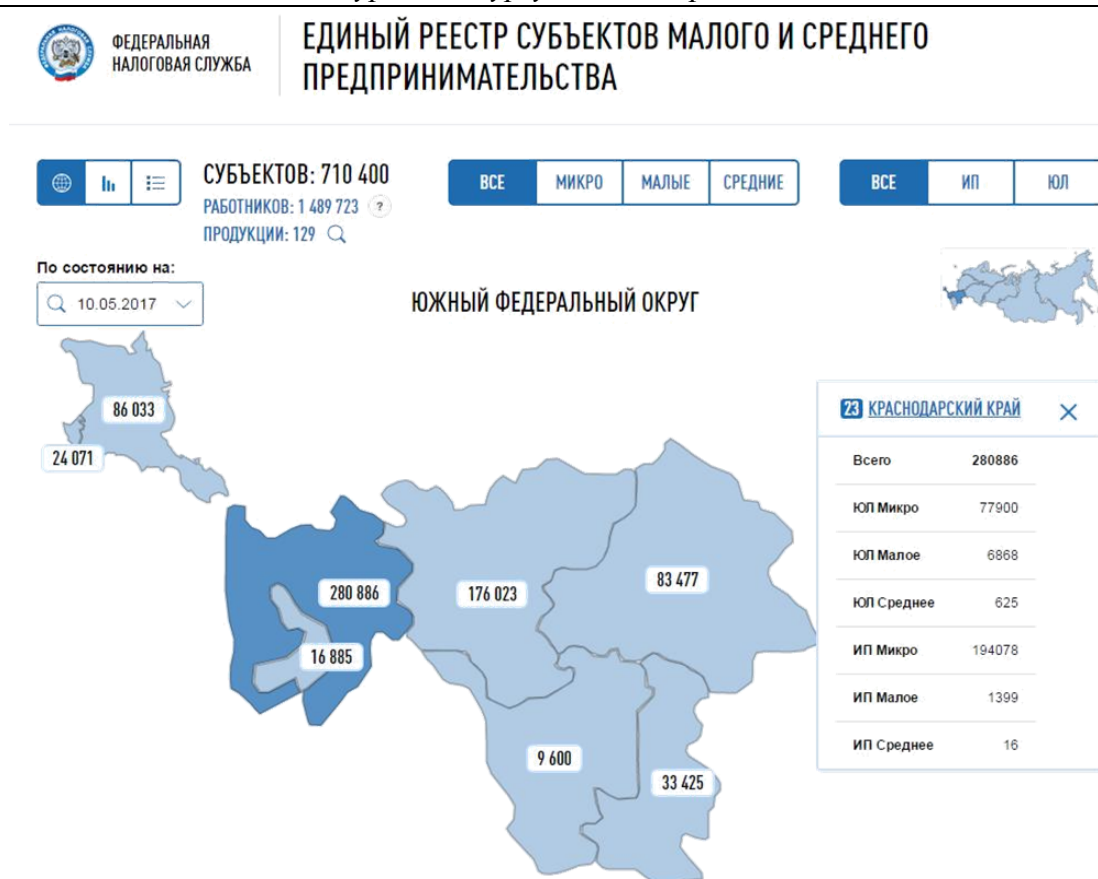 ФЕДЕРАЛЬНАЯ
НАЛОГОВАЯ СЛУЖБА
ЕДИНЫЙ РЕЕСТР СУБЪЕКТОВ МАЛОГО И СРЕДНЕГО
ПРЕДПРИНИМАТЕЛЬСТВА
СУБЪЕКТОВ: 710 400
РАБОТНИКОВ: 1 489 723 ?
ПРОДУКЦИИ: 129
ВСЕ МИКРО МАЛЫЕ СРЕДНИЕ
ВСЕ ИП ЮЛ
По состоянию на:
10.05.2017
ЮЖНЫЙ ФЕДЕРАЛЬНЫЙ ОКРУГ
86 033
24 071
280 886
176 023
83 477
16 885
9 600
33 425
23 КРАСНОДАРСКИЙ КРАЙ
Всего 280886
ЮЛ Микро 77900
ЮЛ Малое 6868
ЮЛ Среднее 625
ИП Микро 194078
ИП Малое 1399
ИП Среднее 16